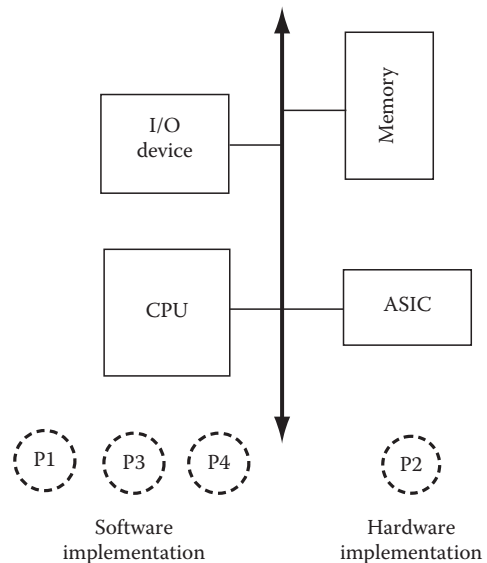 I/O
device
Memory
CPU
ASIC
P1
P3
P4
P2
Software
implementation
Hardware
implementation